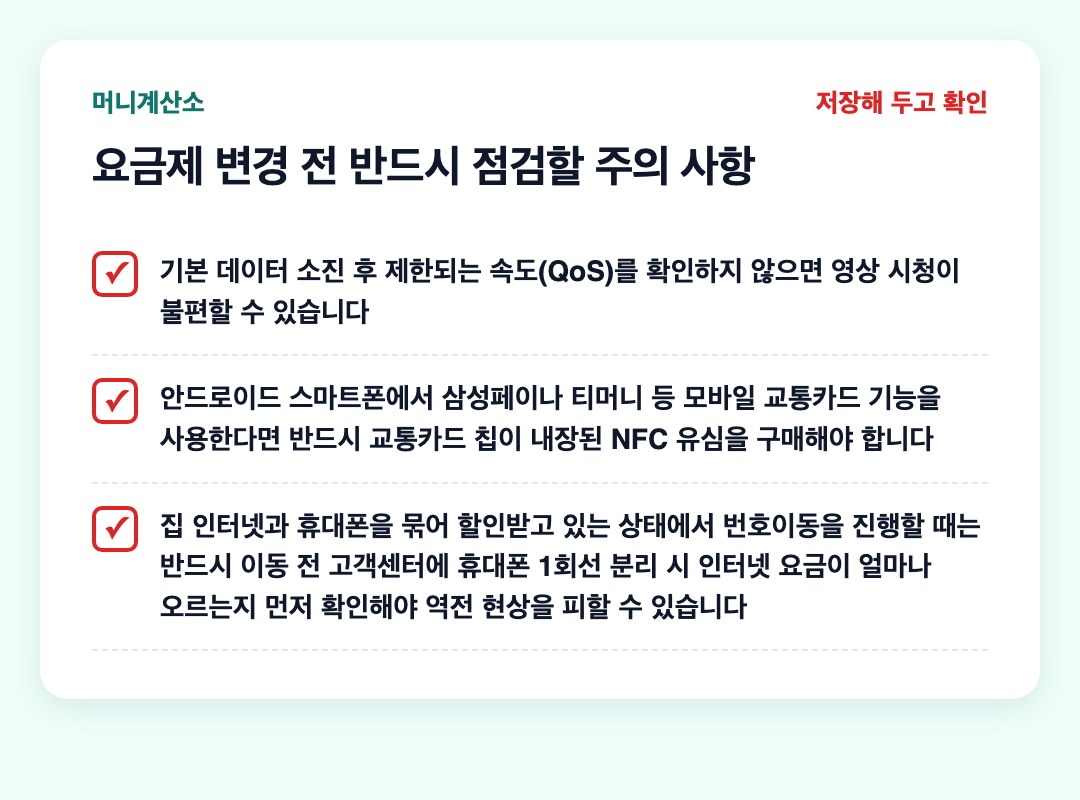 머니계산소
저장해 두고 확인
요금제 변경 전 반드시 점검할 주의 사항
기본 데이터 소진 후 제한되는 속도(QoS)를 확인하지 않으면 영상 시청이
불편할 수 있습니다
안드로이드 스마트폰에서 삼성페이나 티머니 등 모바일 교통카드 기능을
사용한다면 반드시 교통카드 칩이 내장된 NFC 유심을 구매해야 합니다
집 인터넷과 휴대폰을 묶어 할인받고 있는 상태에서 번호이동을 진행할 때는
반드시 이동 전 고객센터에 휴대폰 1회선 분리 시 인터넷 요금이 얼마나
오르는지 먼저 확인해야 역전 현상을 피할 수 있습니다